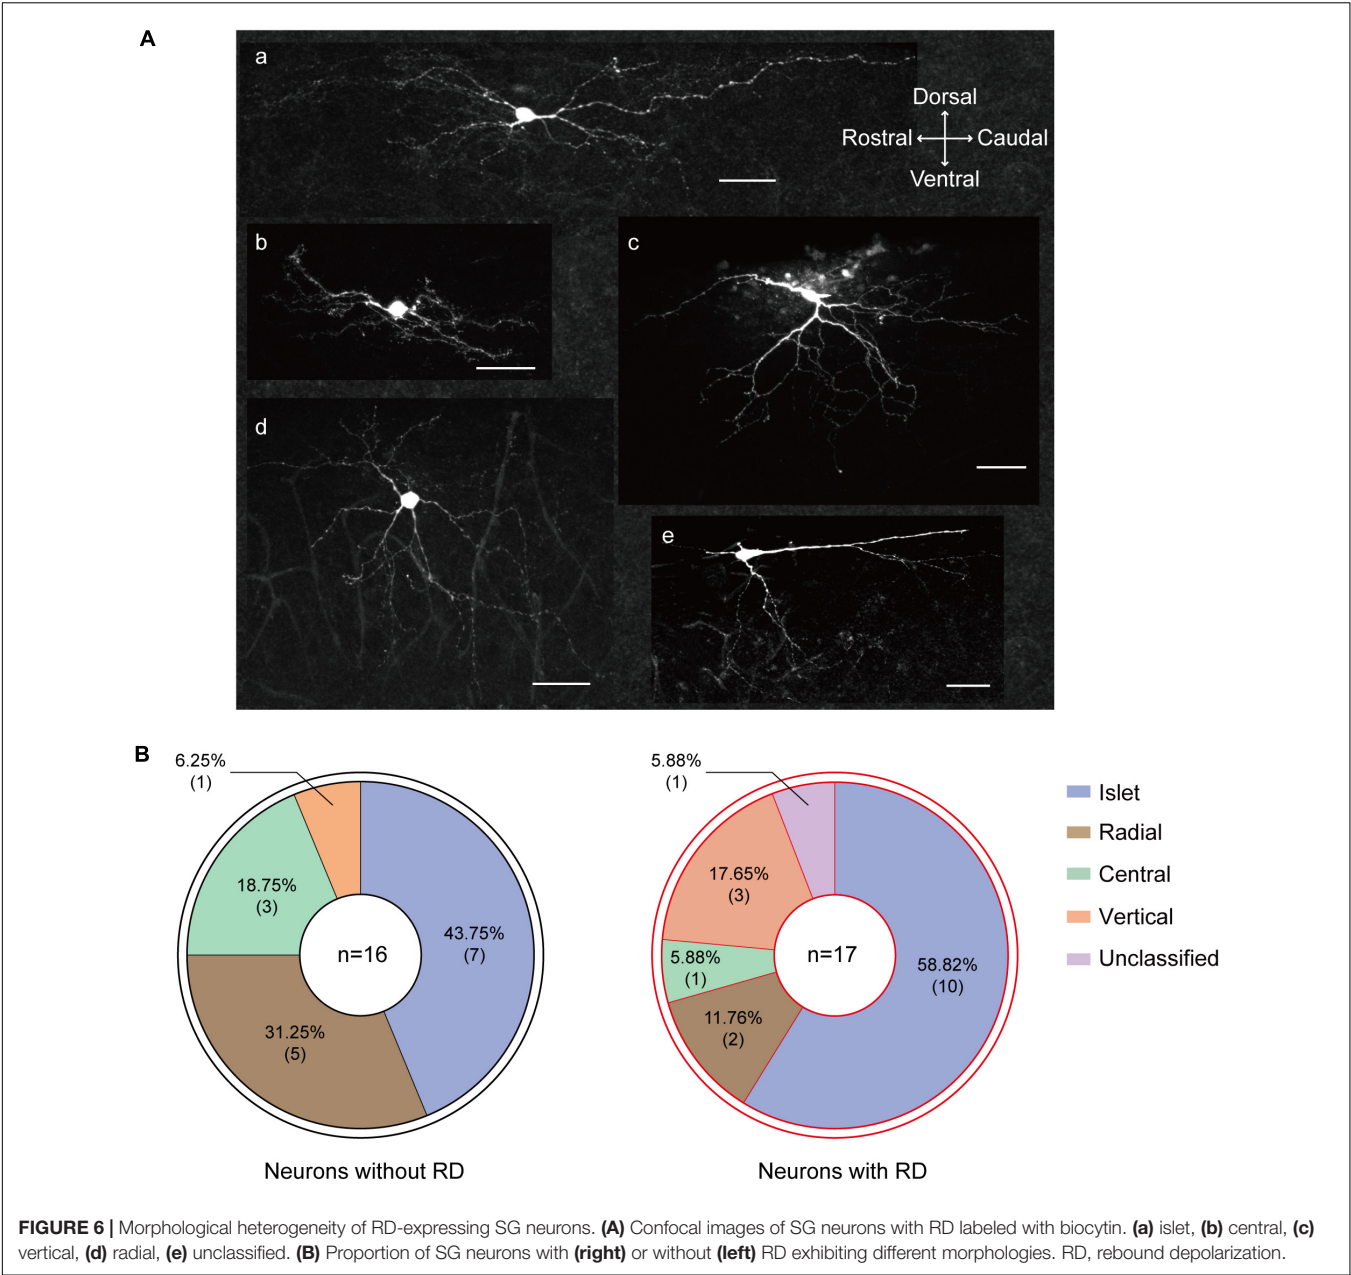 A
a
Dorsal
Rostral Caudal
Ventral
b
c
d
e
B
6.25%
(1)
18.75%
(3)
43.75%
(7)
n=16
31.25%
(5)
Neurons without RD
5.88%
(1)
17.65%
(3)
5.88%
(1)
n=17
58.82%
(10)
11.76%
(2)
Neurons with RD
Islet
Radial
Central
Vertical
Unclassified
FIGURE 6 | Morphological heterogeneity of RD-expressing SG neurons. (A) Confocal images of SG neurons with RD labeled with biocytin. (a) islet, (b) central, (c)
vertical, (d) radial, (e) unclassified. (B) Proportion of SG neurons with (right) or without (left) RD exhibiting different morphologies. RD, rebound depolarization.